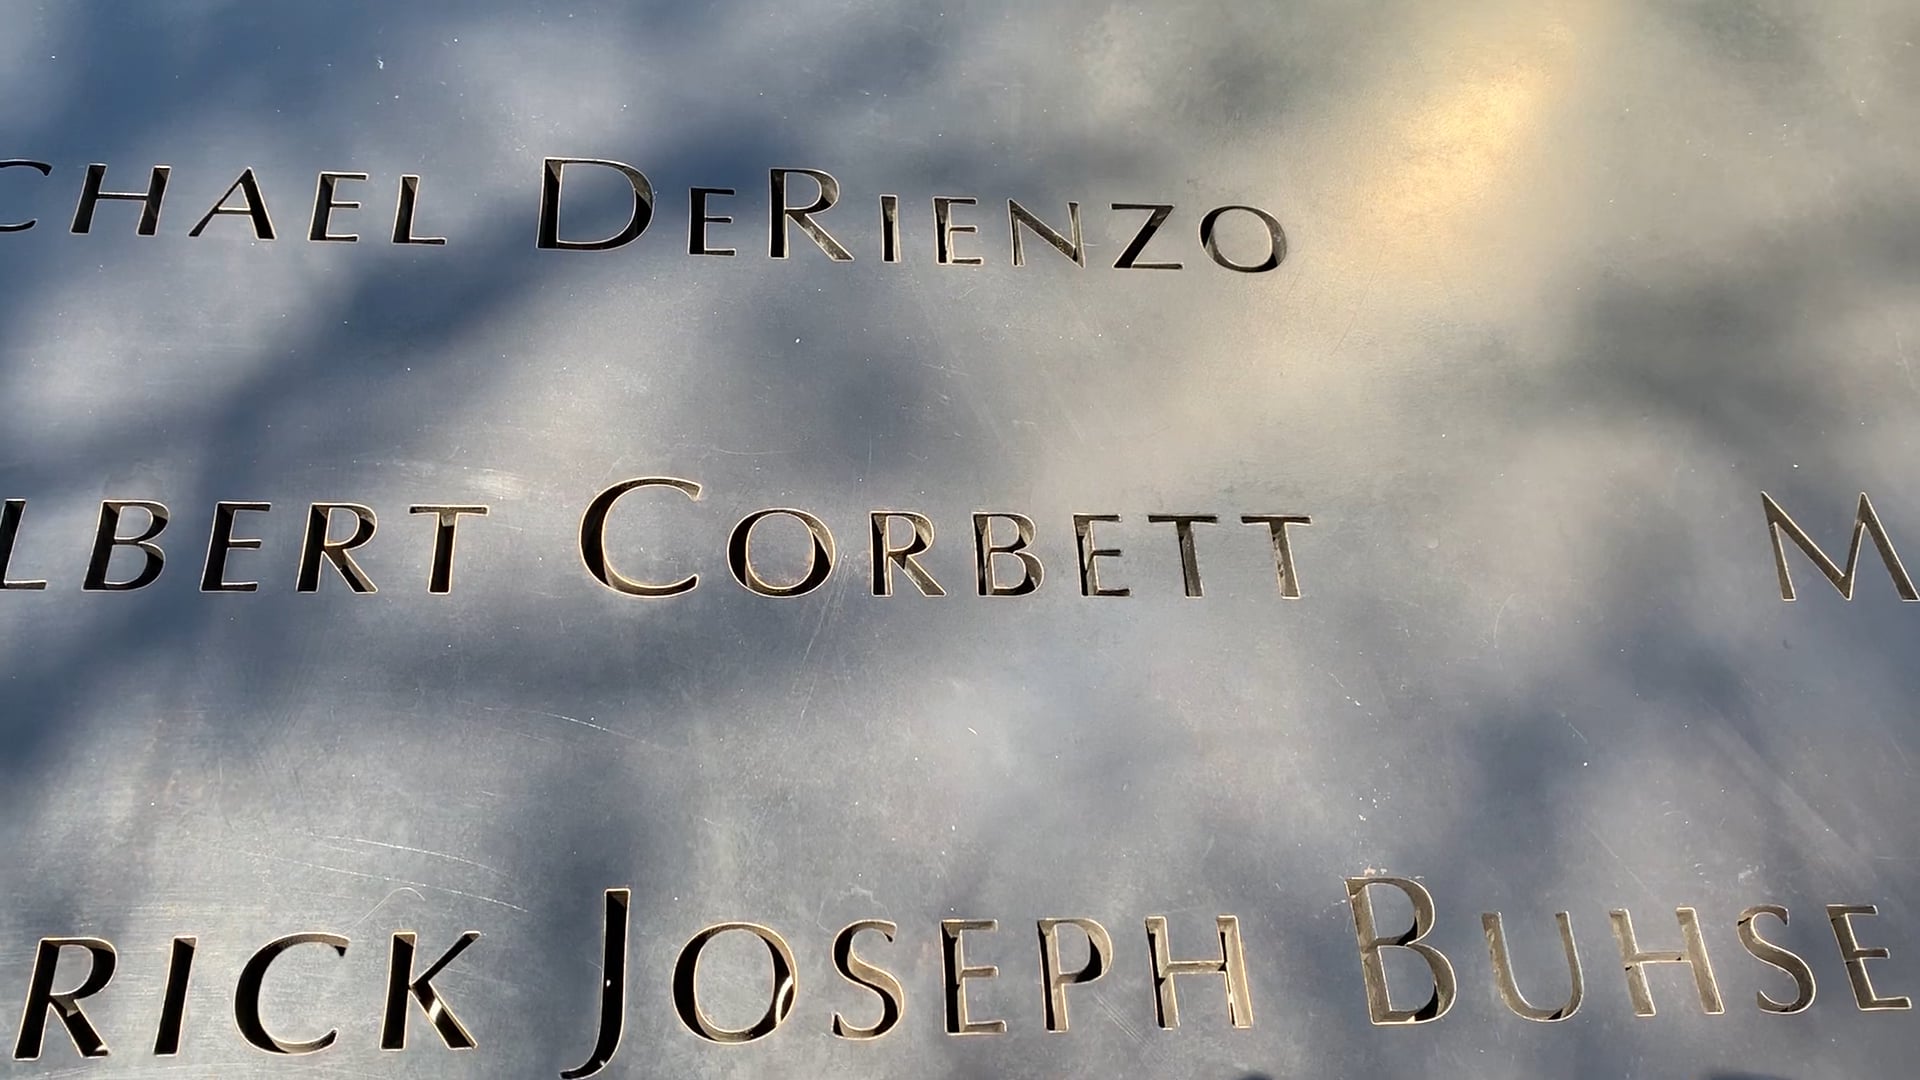 CHAEL DERIENZO
LBERT CORBETT M
RICK JOSEPH BUHSE